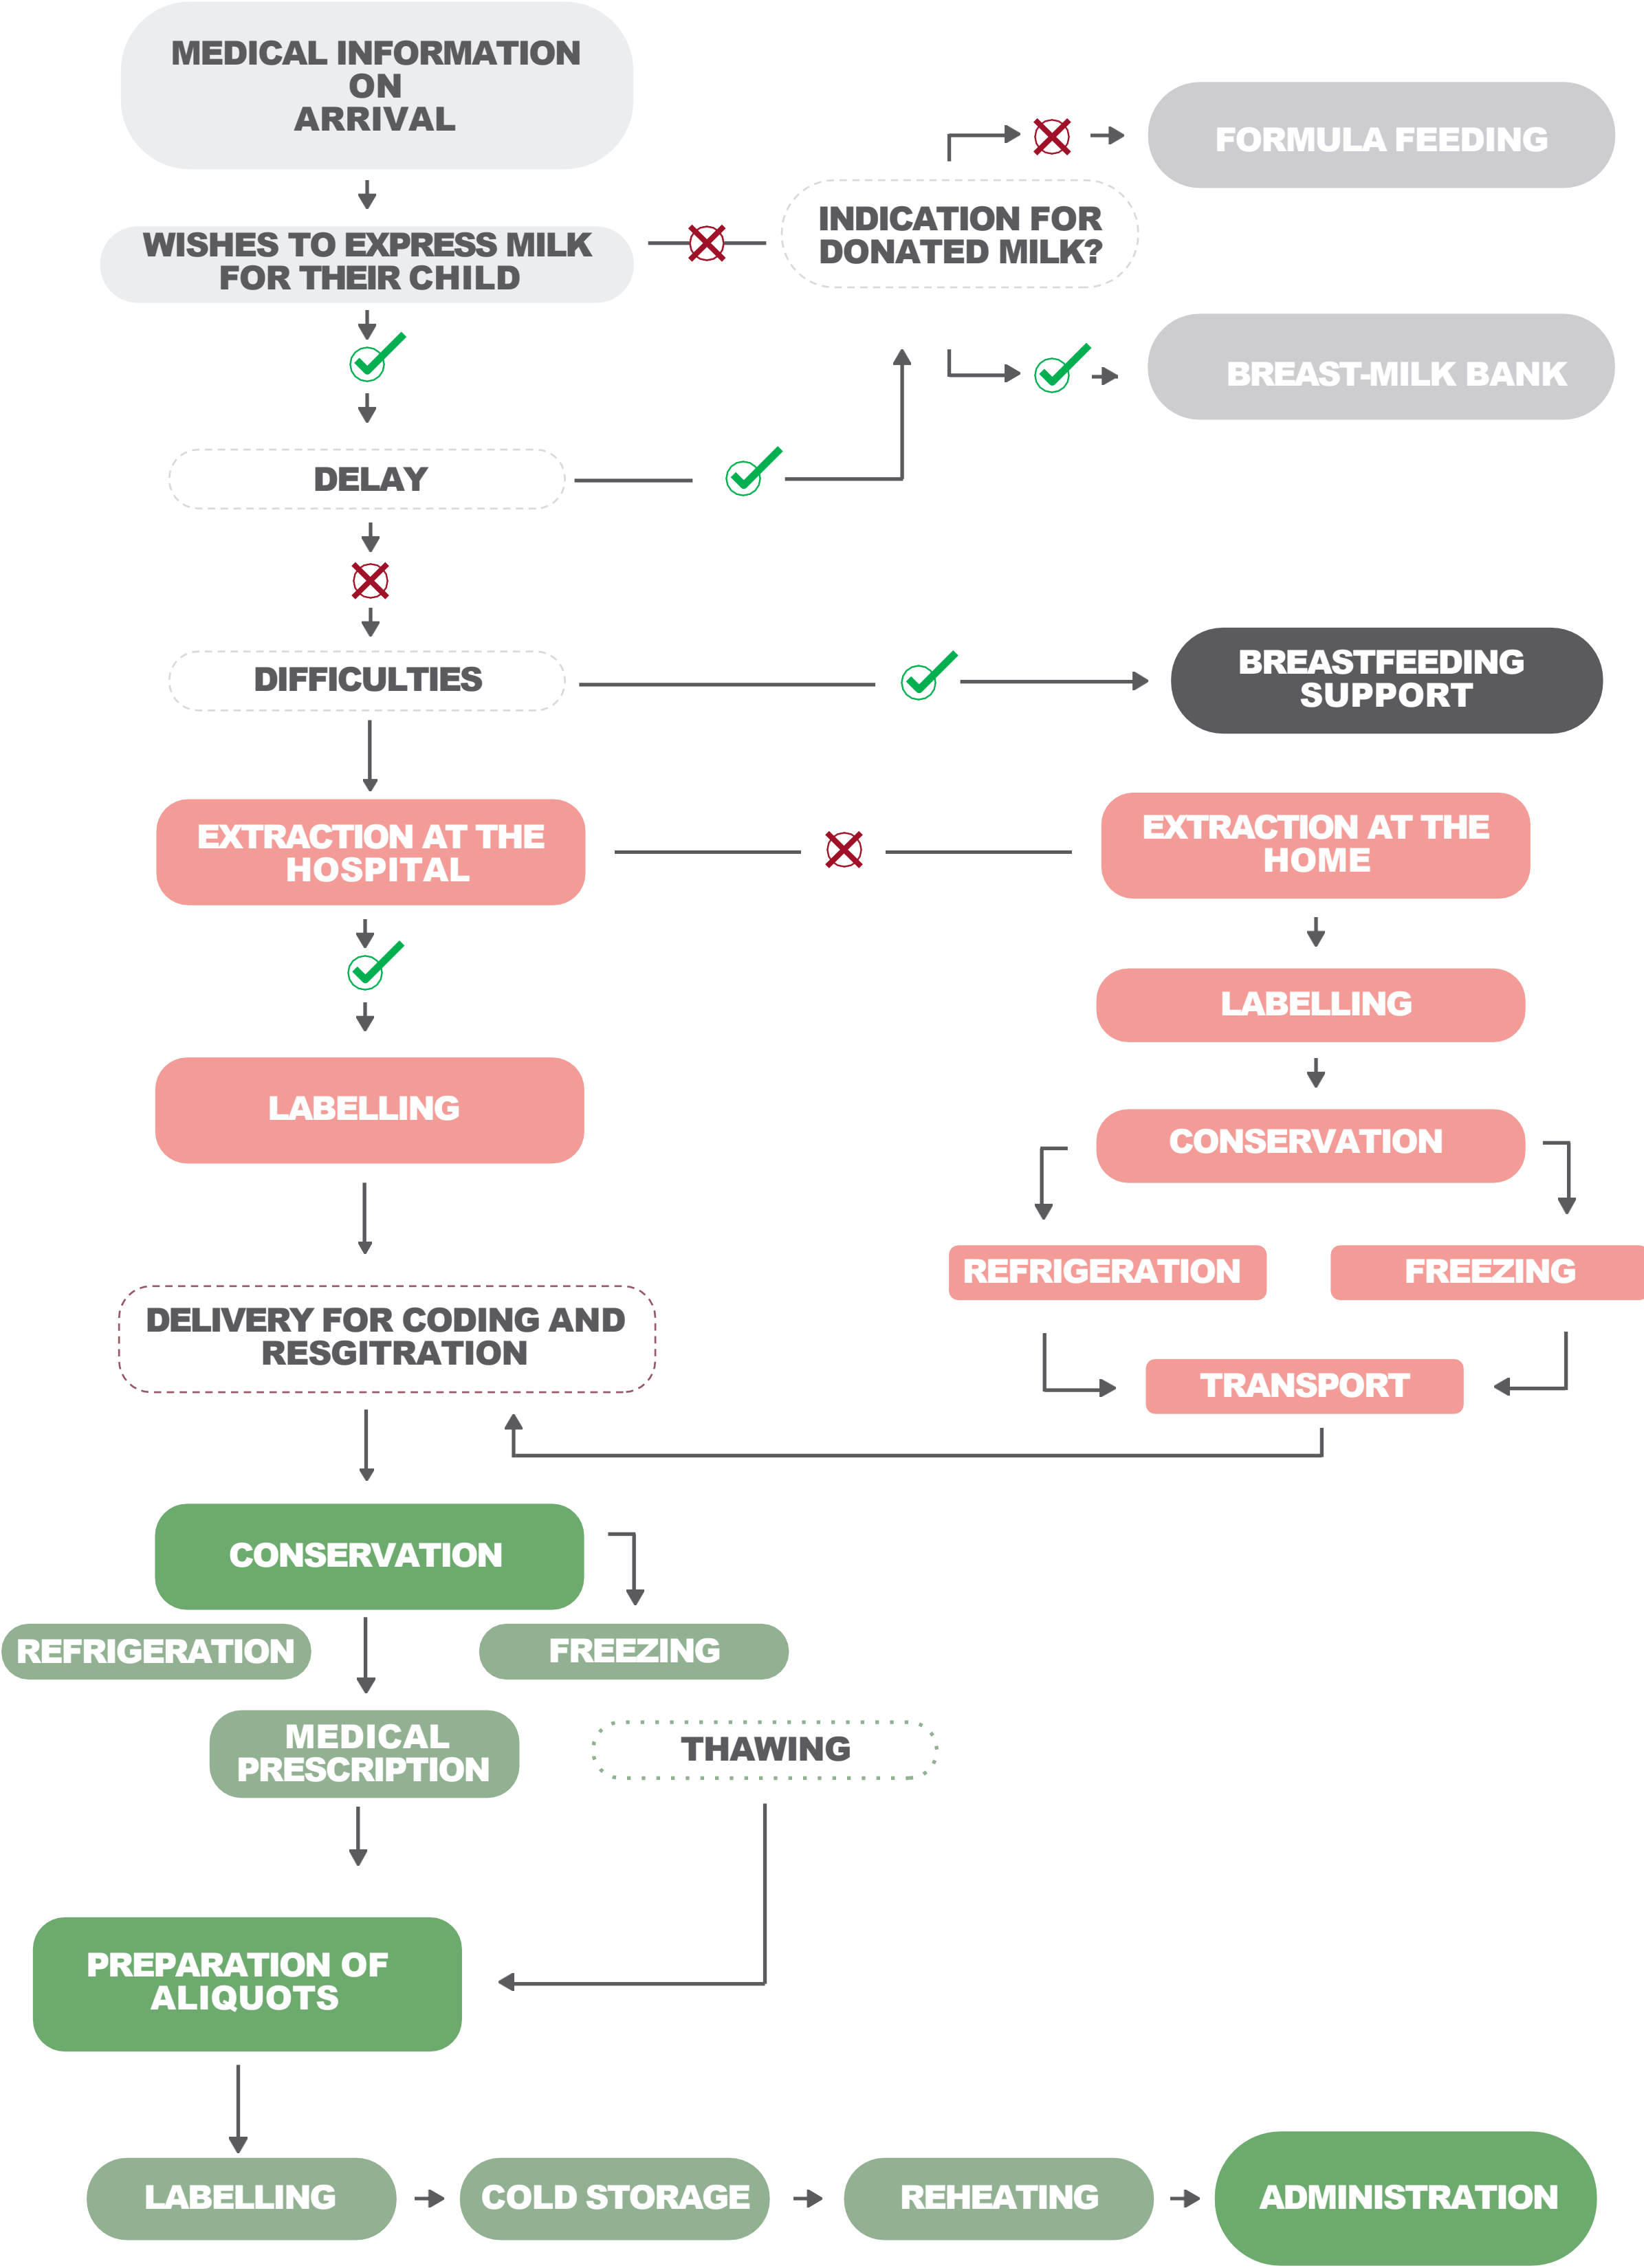 MEDICAL INFORMATION
ON
ARRIVAL
FORMULA FEEDING
WISHES TO EXPRESS MILK
FOR THEIR CHILD
INDICATION FOR
DONATED MILK?
BREAST-MILK BANK
DELAY
DIFFICULTIES
BREASTFEEDING
SUPPORT
EXTRACTION AT THE
HOSPITAL
EXTRACTION AT THE
HOME
LABELLING
LABELLING
CONSERVATION
REFRIGERATION
FREEZING
DELIVERY FOR CODING AND
RESGITRATION
TRANSPORT
CONSERVATION
REFRIGERATION
FREEZING
MEDICAL
PRESCRIPTION
THAWING
PREPARATION OF
ALIQUOTS
LABELLING
COLD STORAGE
REHEATING
ADMINISTRATION